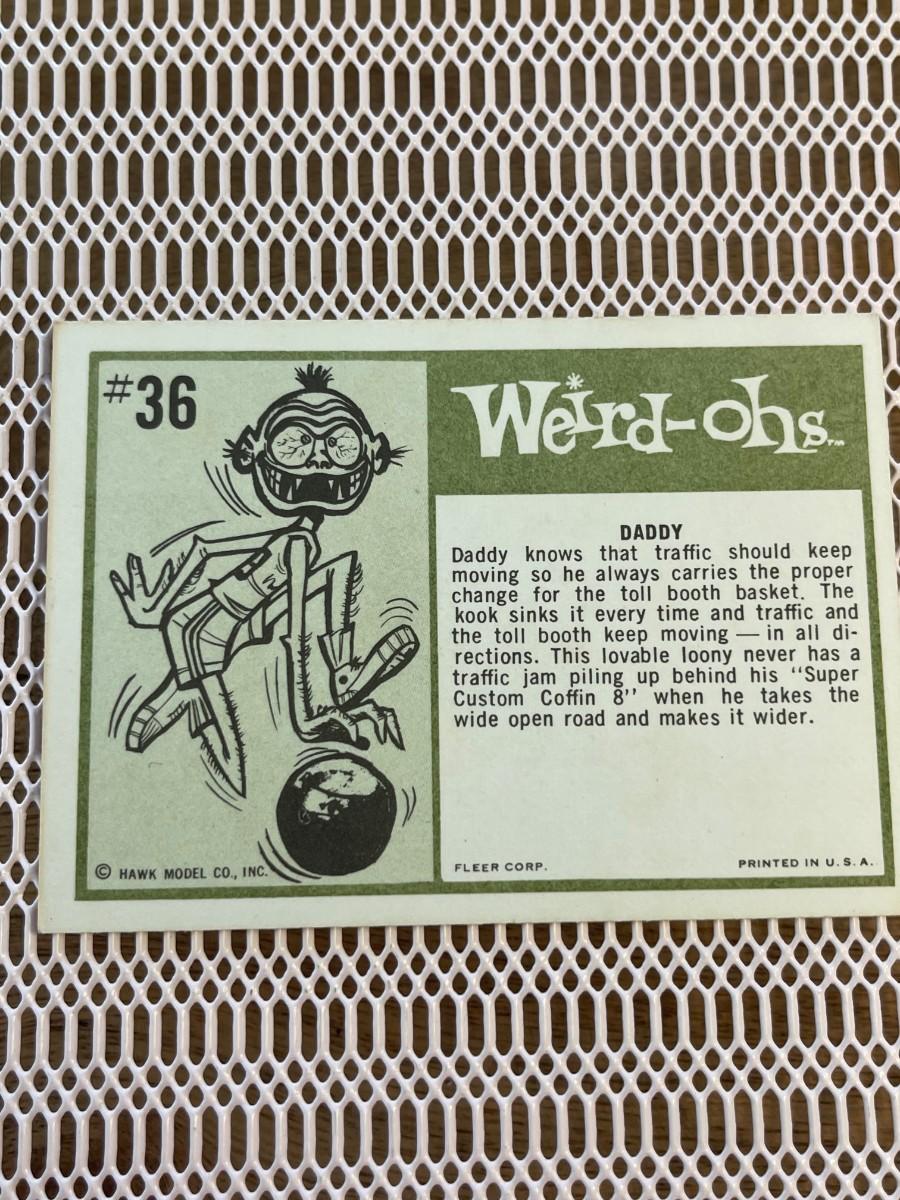 #36
Weird-ohs™
DADDY
Daddy knows that traffic should keep
moving so he always carries the proper
change for the toll booth basket. The
kook sinks it every time and traffic and
the toll booth keep moving — in all di-
rections. This lovable loony never has a
traffic jam piling up behind his "Super
Custom Coffin 8" when he takes the
wide open road and makes it wider.
© HAWK MODEL CO., INC.
FLEER CORP.
PRINTED IN U. S. A.